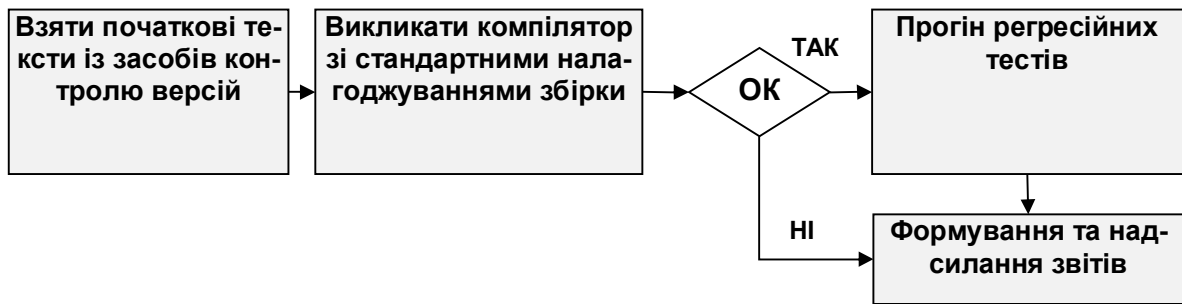 Взяти початкові те-
ксти із засобів кон-
тролю версій
Викликати компілятор
зі стандартними нала-
годжуваннями збірки
ОК
ТАК
Прогін регресійних
тестів
НІ
Формування та над-
силання звітів